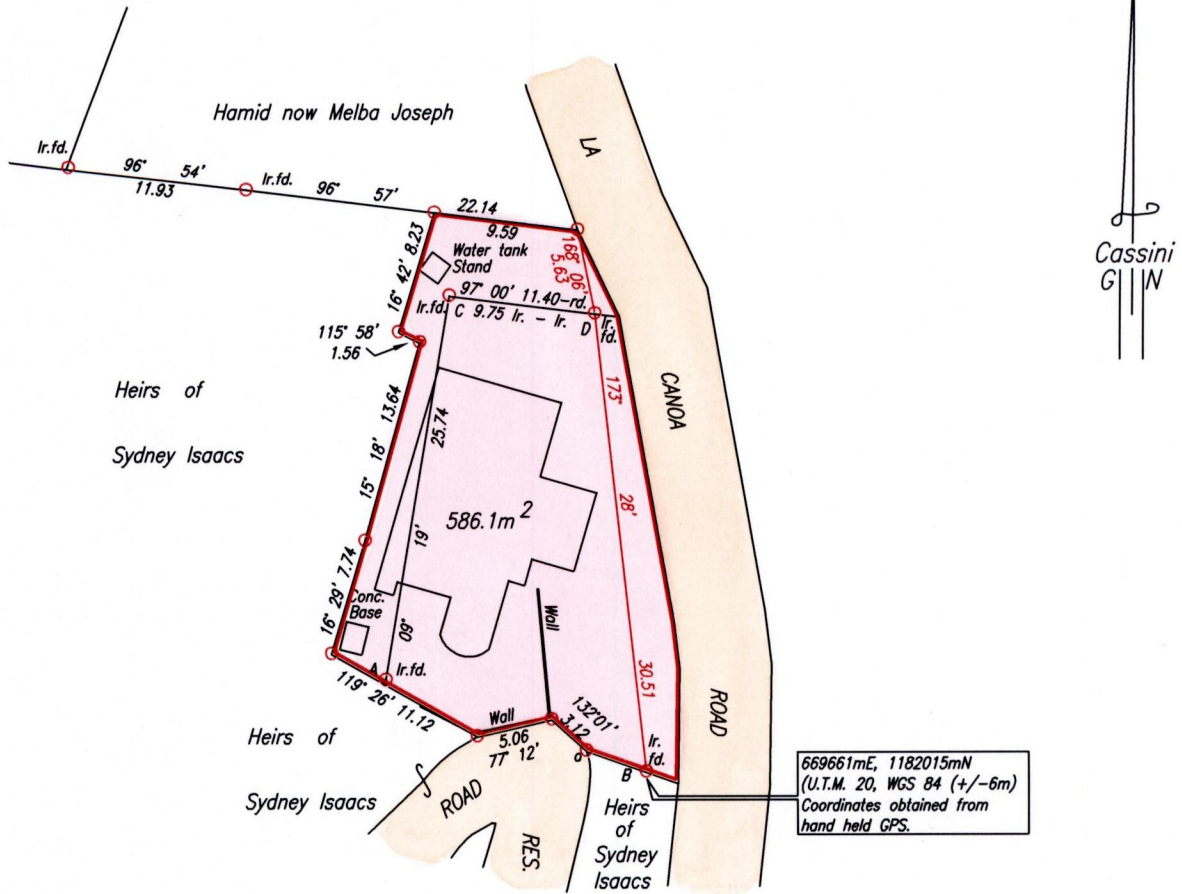 Hamid now Melba Joseph
LA
Ir.fd.
96° 54'
11.93
Ir.fd.
96° 57'
22.14
9.59
Cassini
G N
16° 42' 8.23
Water tank
Stand
168° 06'
5.63
97° 00' 11.40-rd.
Ir.fd.
C 9.75 Ir. - Ir. D
Ir.
fd.
115° 58'
1.56
Heirs of
Sydney Isaacs
173°
CANOA
15° 18' 13.64
25.74
586.1m2
28'
19'
16° 29' 7.74
Conc.
Base
Wall
09°
30.51
ROAD
A Ir.fd.
119° 26' 11.12
Wall
5.06
77° 12'
132°01'
3.12
Ir.
fd.
d
B
Heirs of
Sydney Isaacs
ROAD
RES.
Heirs
of
Sydney
Isaacs
669661mE, 1182015mN
(U.T.M. 20, WGS 84 (+/-6m)
Coordinates obtained from
hand held GPS.